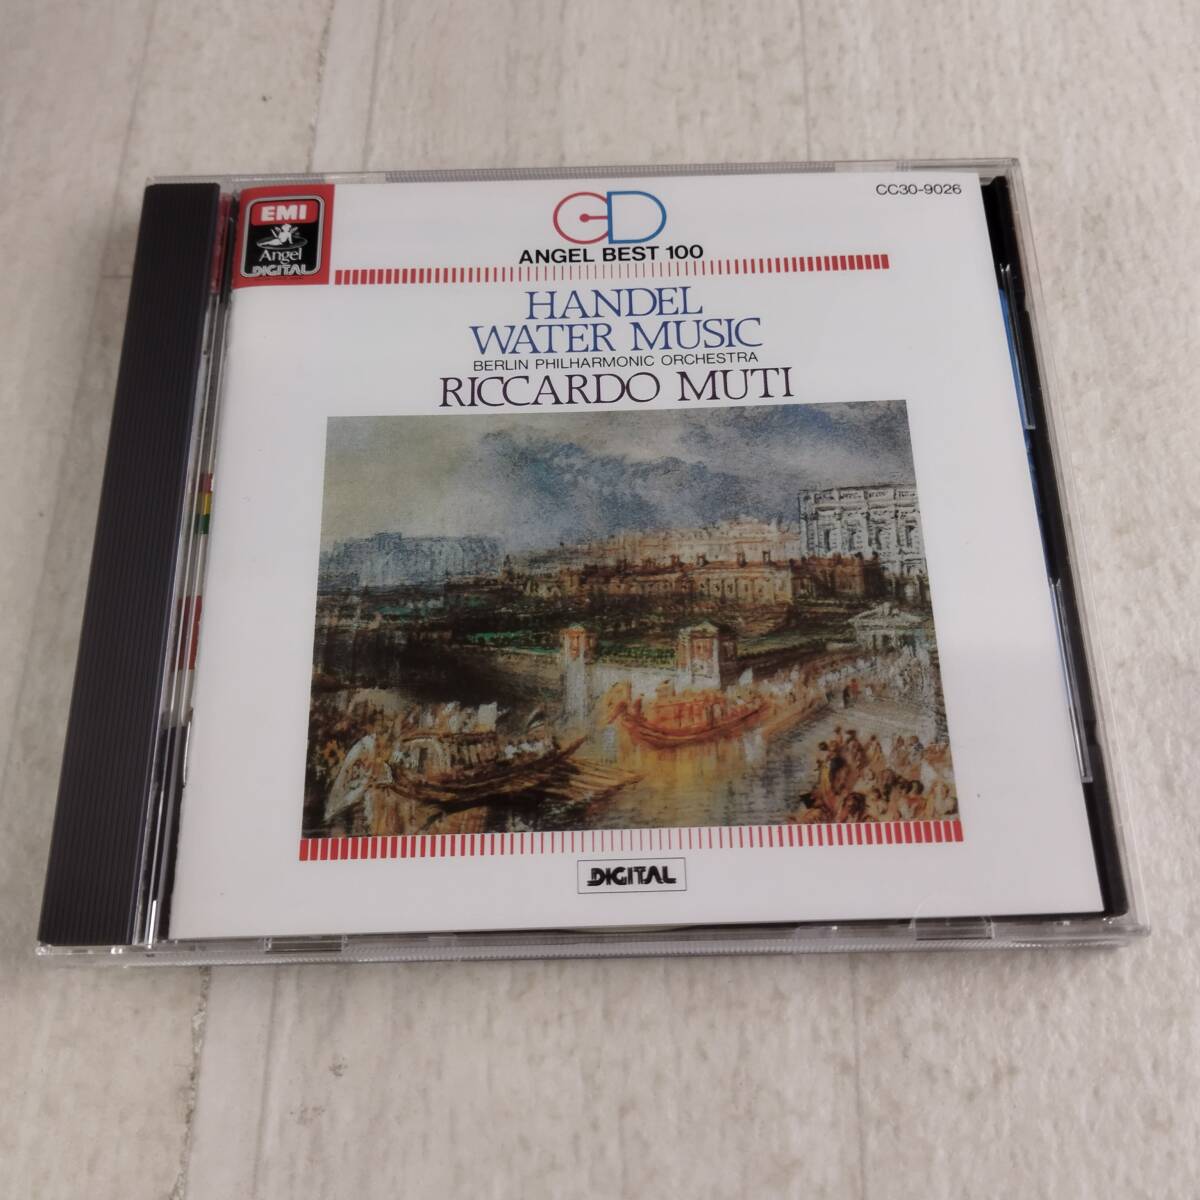 EMI
Angel
DIGITAL
CD
ANGEL BEST 100
CC30-9026
HANDEL
WATER MUSIC
BERLIN PHILHARMONIC ORCHESTRA
RICCARDO MUTI
DIGITAL